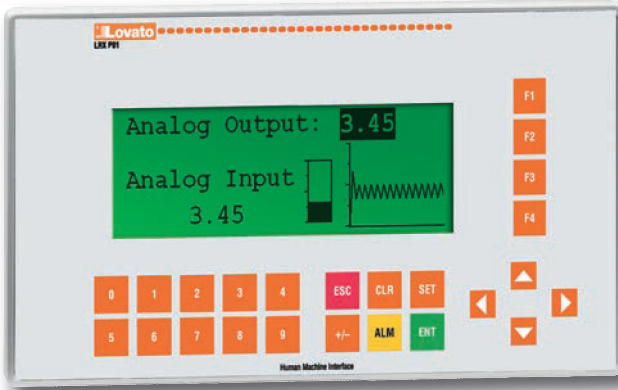 Lovato
LRX P01
Analog Output: 3.45
Analog Input
3.45
F1
F2
F3
F4
0 1 2 3 4 ESC CLR SET
5 6 7 8 9 +/- ALM ENT
Human Machine Interface